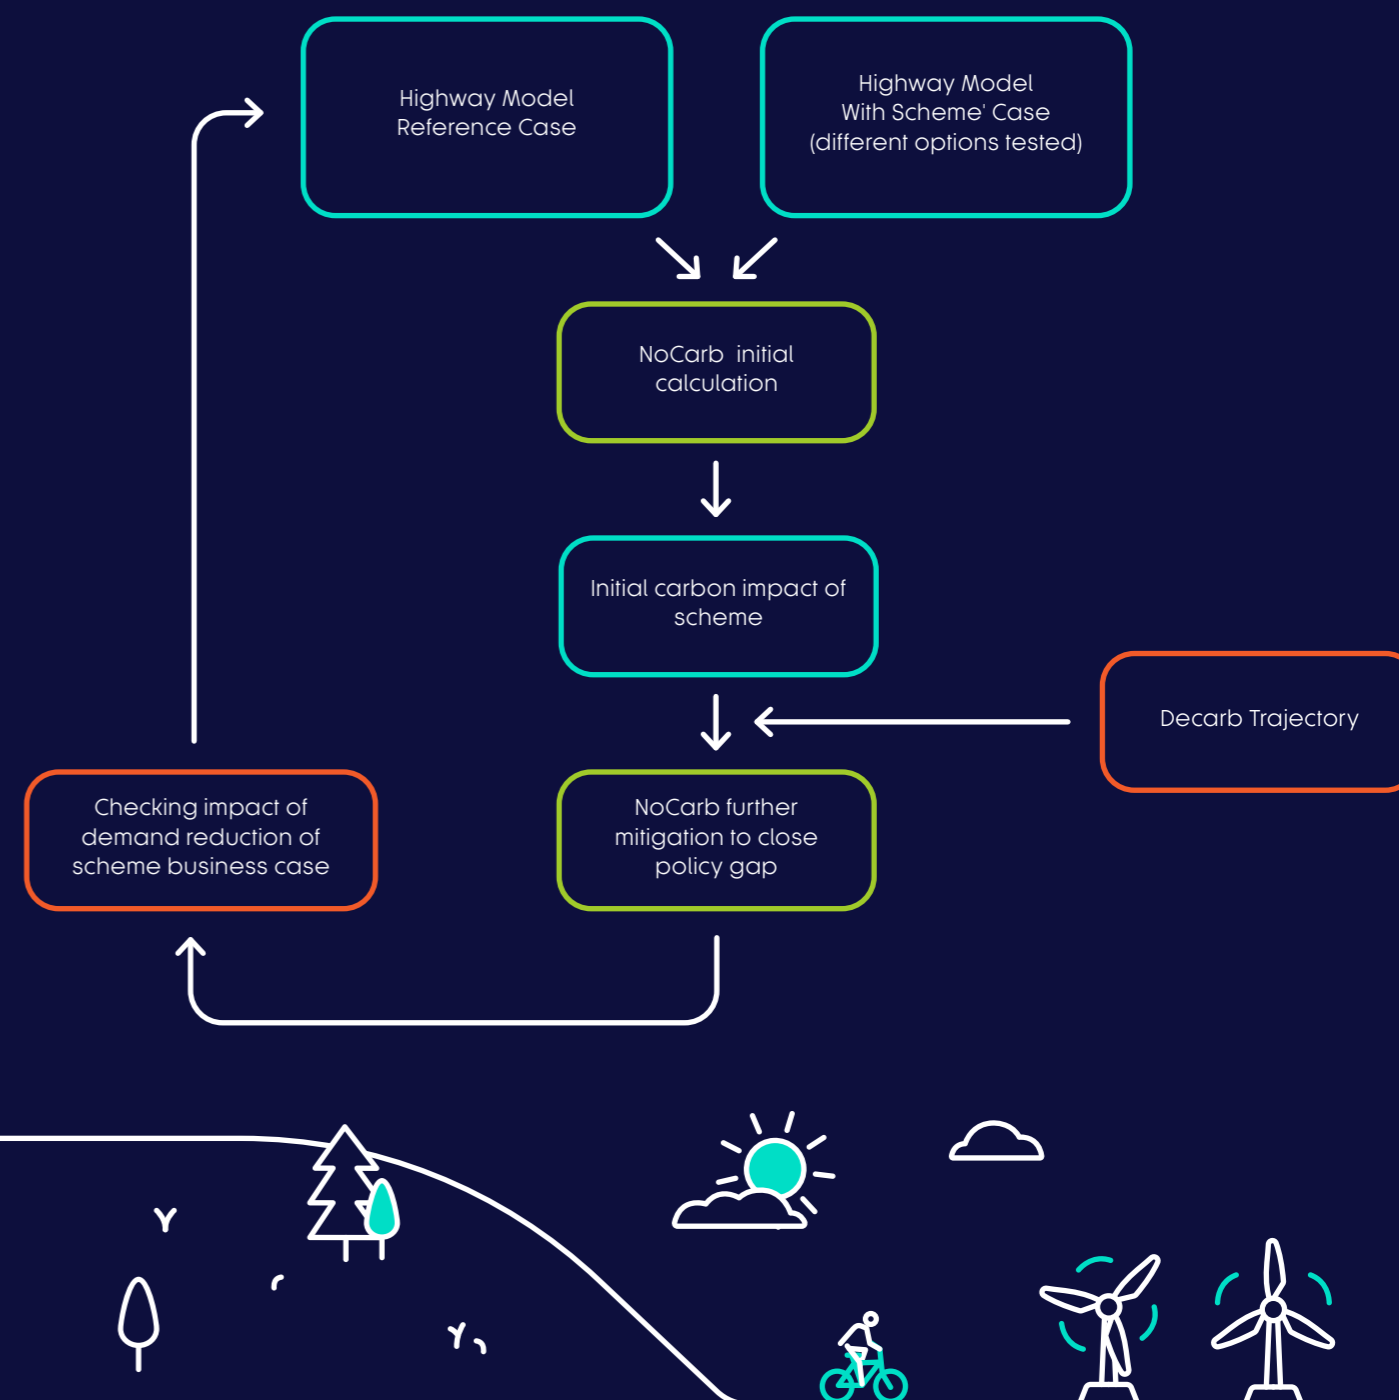 Highway Model
Reference Case
Highway Model
With Scheme' Case
(different options tested)
NoCarb initial
calculation
Initial carbon impact of
scheme
Decarb Trajectory
Checking impact of
demand reduction of
scheme business case
NoCarb further
mitigation to close
policy gap